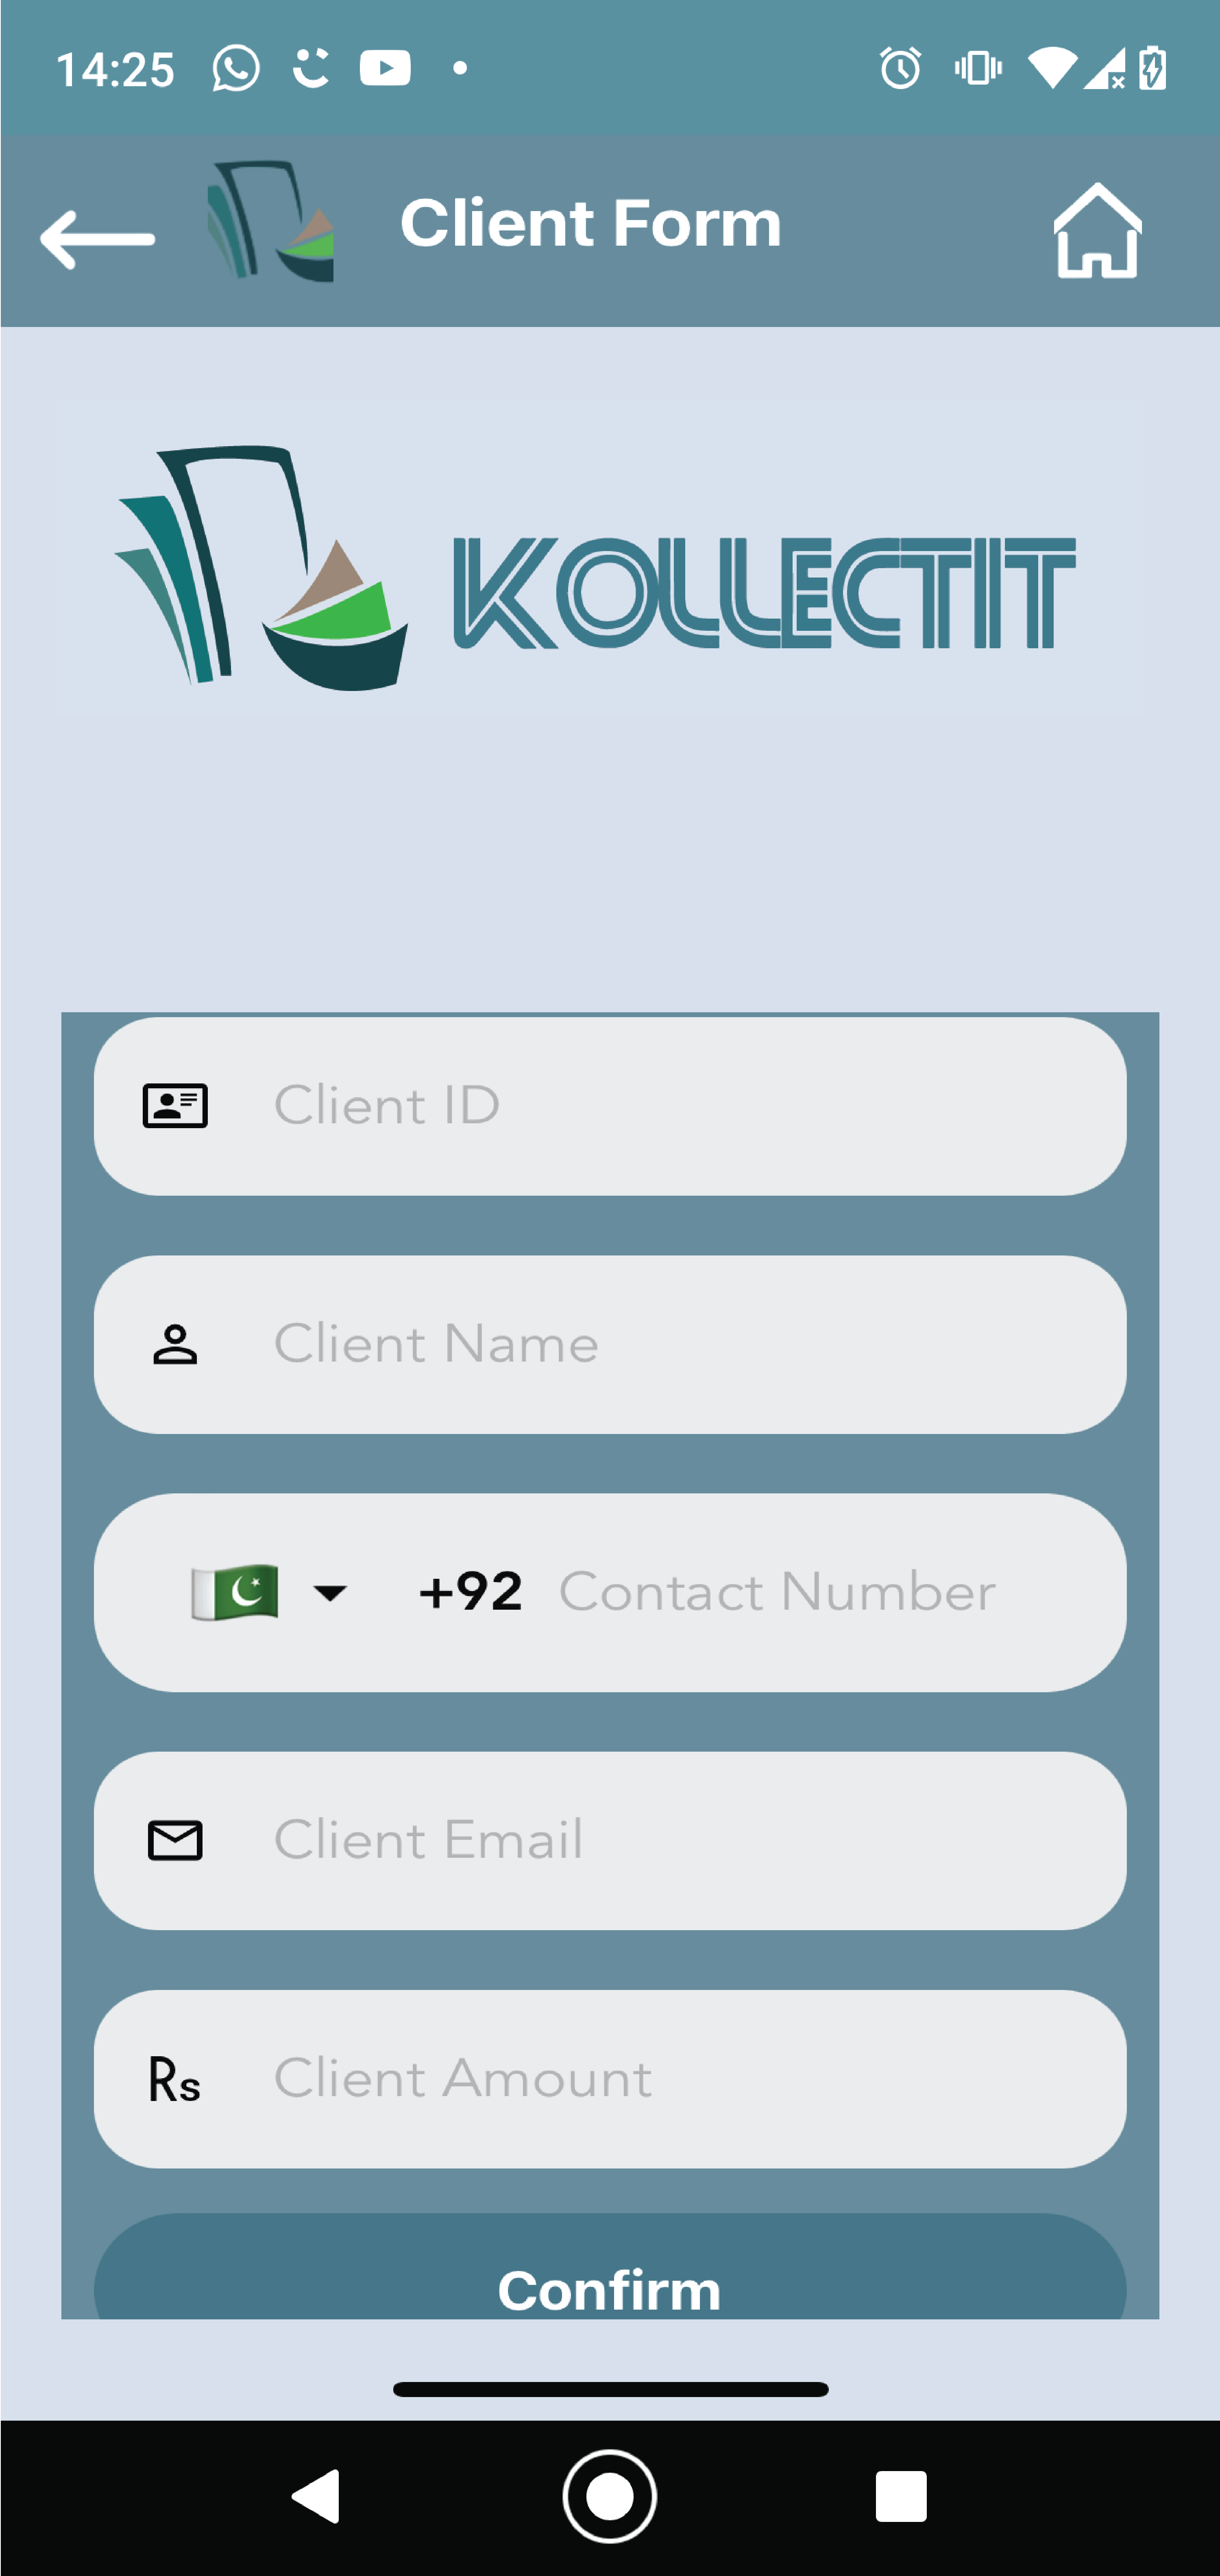 14:25
Client Form
KOLLECTIT
Client ID
Client Name
+92 Contact Number
Client Email
Rs Client Amount
Confirm